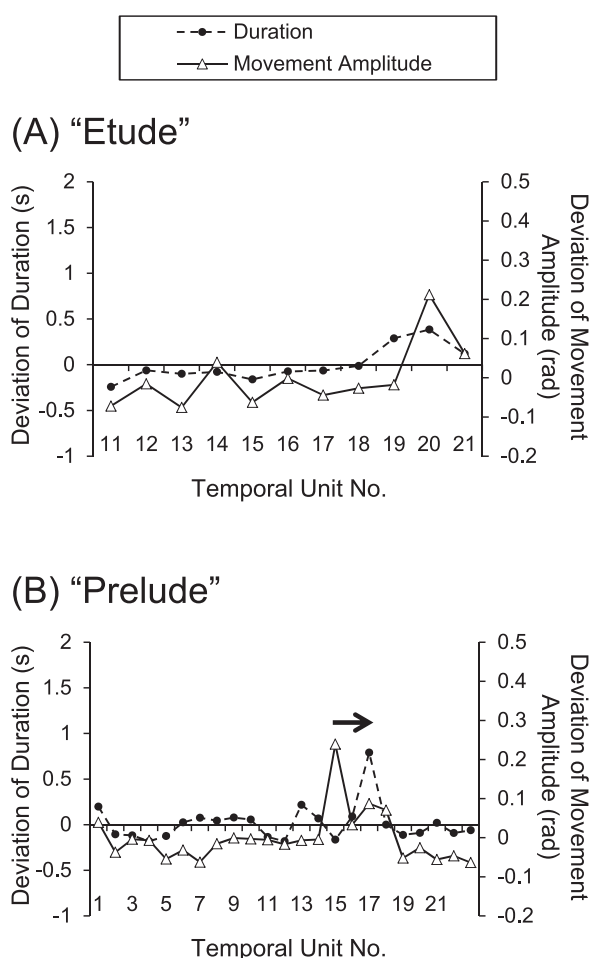 Duration
Movement Amplitude
(A) “Etude”
Deviation of Duration (s)
2
1.5
1
0.5
0
-0.5
-1
0.5
0.4
0.3
0.2
0.1
0
-0.1
-0.2
Deviation of Movement
Amplitude (rad)
11 12 13 14 15 16 17 18 19 20 21
Temporal Unit No.
(B) “Prelude”
Deviation of Duration (s)
2
1.5
1
0.5
0
-0.5
-1
0.5
0.4
0.3
0.2
0.1
0
-0.1
-0.2
Deviation of Movement
Amplitude (rad)
1 3 5 7 9 11 13 15 17 19 21
Temporal Unit No.